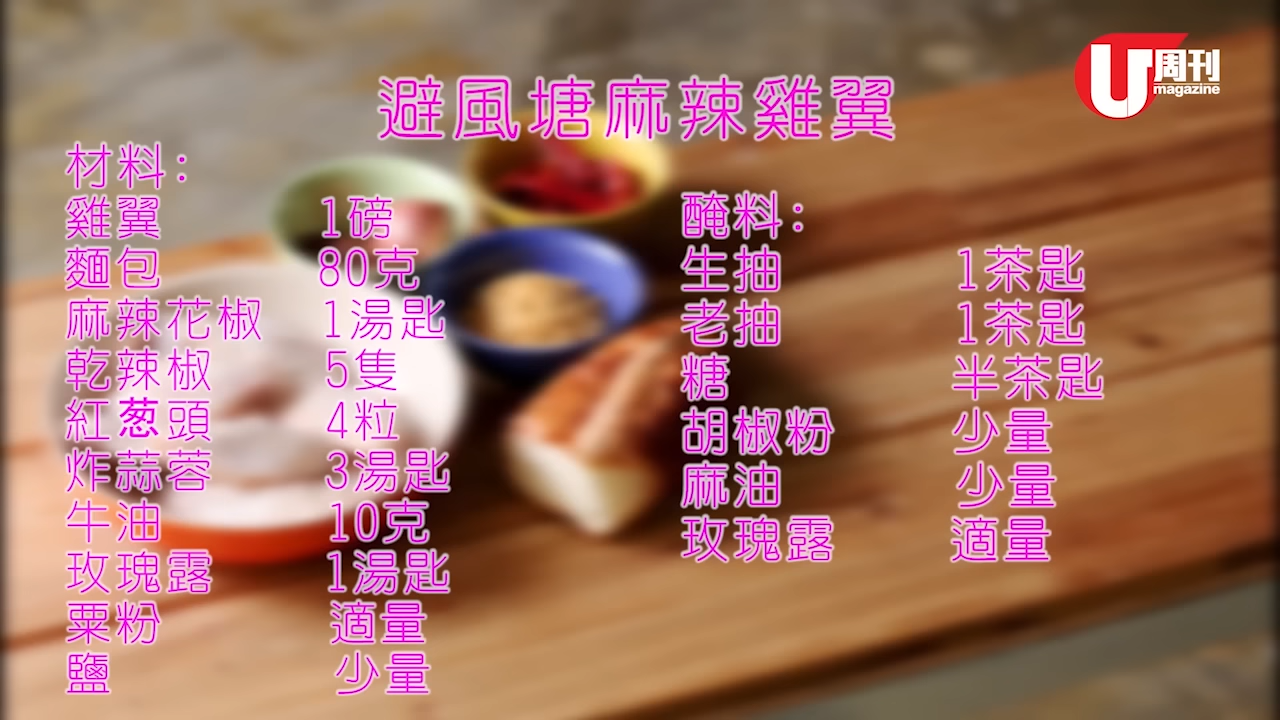 U周刊
magazine
避風塘麻辣雞翼
材料:
雞翼 1磅
麵包 80克
麻辣花椒 1湯匙
乾辣椒 5隻
紅葱頭 4粒
炸蒜蓉 3湯匙
牛油 10克
玫瑰露 1湯匙
粟粉 適量
鹽 少量
醃料:
生抽 1茶匙
老抽 1茶匙
糖 半茶匙
胡椒粉 少量
麻油 少量
玫瑰露 適量